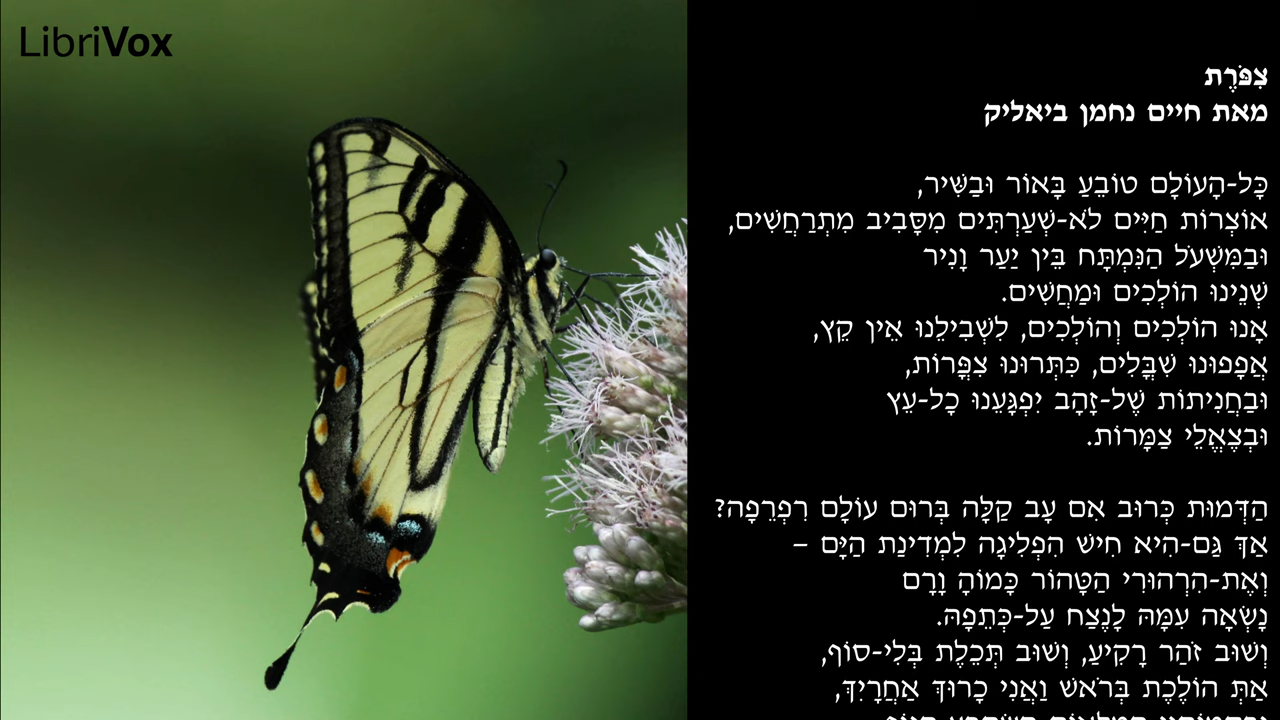 LibriVox
צִפֹּרֶת
מאת חיים נחמן ביאליק
כָּל-הָעוֹלָם טוֹבֵעַ בָּאוֹר וּבַשִּׁיר,
אוֹצְרוֹת חַיִּים לֹא-שְׁעַרְתִּים מִסָּבִיב מִתְרַחֲשִׁים,
וּבַמִּשְׁעֹל הַנִּמְתָּח בֵּין יַעַר וָנִיר
שְׁנֵינוּ הוֹלְכִים וּמַחֲשִׁים.
אָנוּ הוֹלְכִים וְהוֹלְכִים, לִשְׁבִילֵנוּ אֵין קֵץ,
אֲפָפוּנוּ שִׁבֳּלִים, כִּתְּרוּנוּ צִפֳּרוֹת,
וּבַחֲנִיתוֹת שֶׁל-זָהָב יִפְגָּעֵנוּ כָל-עֵץ
וּבְצֶאֱלֵי צַמָּרוֹת.
הַדְּמוּת כְּרוּב אִם עָב קַלָּה בְּרוּם עוֹלָם רִפְרֵפָה?
אַךְ גַּם-הִיא חִישׁ הִפְלִיגָה לִמְדִינַת הַיָּם –
וְאֶת-הִרְהוּרִי הַטָּהוֹר כָּמוֹהָ וָרָם
נָשְׂאָה עִמָּהּ לָנֶצַח עַל-כְּתֵפָהּ.
וְשׁוּב זֹהַר רָקִיעַ, וְשׁוּב תְּכֵלֶת בְּלִי-סוֹף,
אַתְּ הוֹלֶכֶת בְּרֹאשׁ וַאֲנִי כָרוּךְ אַחֲרָיִךְ,